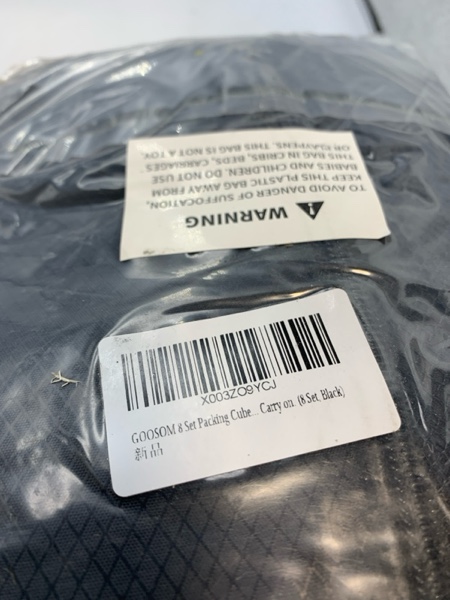 WARNING
TO AVOID DANGER OF SUFFOCATION,
KEEP THIS PLASTIC BAG AWAY FROM
BABIES AND CHILDREN. DO NOT USE
THIS BAG IN CRIBS, BEDS, CARRIAGES
OR PLAYPENS. THIS BAG IS NOT A TOY.
X003ZO9YCJ
GOOSOM 8 Set Packing Cube... Carry on. (8 Set, Black)
新品